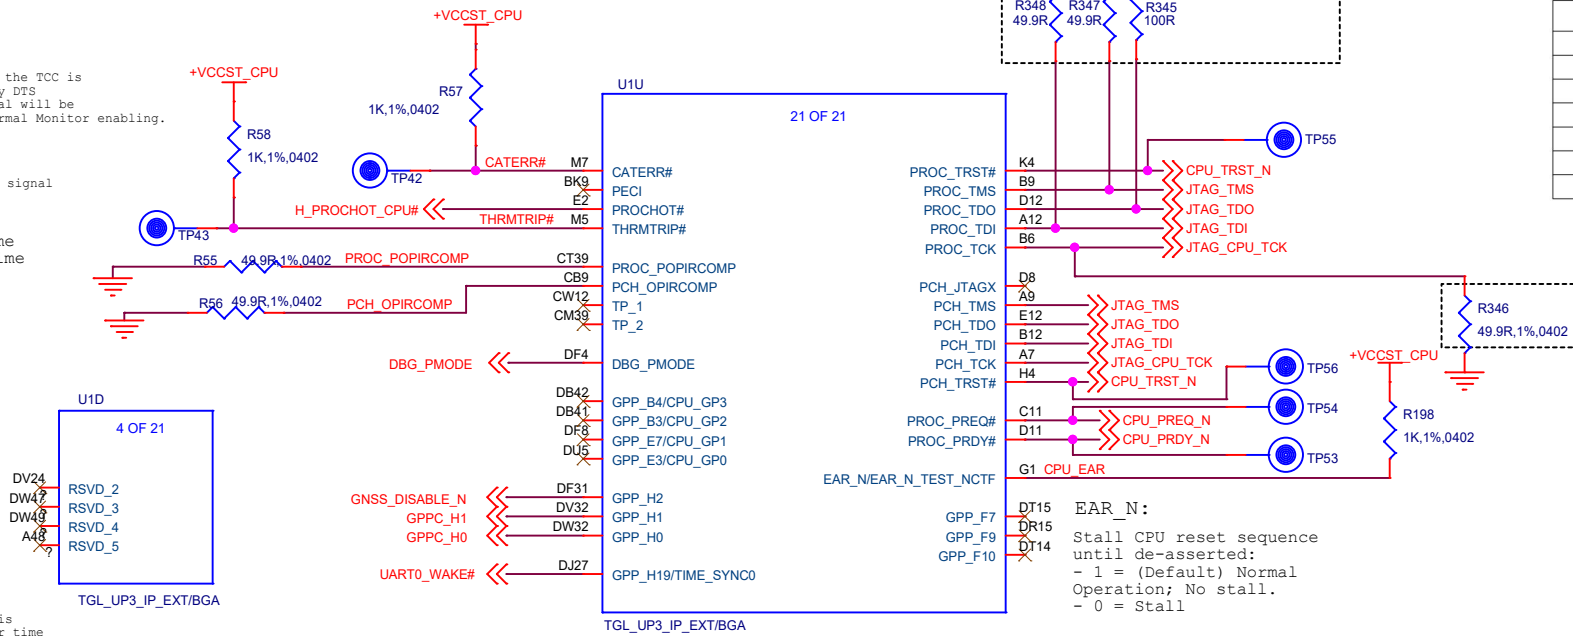 R348
49.9R
R347
49.9R
R345
100R
+VCCST_CPU
+VCCST_CPU
the TCC is
y DTS
al will be
rmal Monitor enabling.
signal
me
ime
R57
1K,1%,0402
R58
1K,1%,0402
TP42
TP43
CATERR#
H_PROCHOT_CPU#
THRMTRIP#
R55
49.9R,1%,0402
PROC_POPIRCOMP
R56
49.9R,1%,0402
PCH_OPIRCOMP
DBG_PMODE
GNSS_DISABLE_N
GPPC_H1
GPPC_H0
UART0_WAKE#
U1U
21 OF 21
M7 CATERR#
BK9 PECI
E2 PROCHOT#
M5 THRMTRIP#
CT39 PROC_POPIRCOMP
CB9 PCH_OPIRCOMP
CW12 TP_1
CM39 TP_2
DF4 DBG_PMODE
DB42 GPP_B4/CPU_GP3
DB41 GPP_B3/CPU_GP2
DF8 GPP_E7/CPU_GP1
DU5 GPP_E3/CPU_GP0
DF31 GPP_H2
DV32 GPP_H1
DW32 GPP_H0
DJ27 GPP_H19/TIME_SYNC0
PROC_TRST# K4 CPU_TRST_N
PROC_TMS B9 JTAG_TMS
PROC_TDO D12 JTAG_TDO
PROC_TDI A12 JTAG_TDI
PROC_TCK B6 JTAG_CPU_TCK
PCH_JTAGX D8
PCH_TMS A9 JTAG_TMS
PCH_TDO E12 JTAG_TDO
PCH_TDI B12 JTAG_TDI
PCH_TCK A7 JTAG_CPU_TCK
PCH_TRST# H4 CPU_TRST_N
PROC_PREQ# C11 CPU_PREQ_N
PROC_PRDY# D11 CPU_PRDY_N
EAR_N/EAR_N_TEST_NCTF G1 CPU_EAR
GPP_F7 DT15
GPP_F9 DR15
GPP_F10 DT14
TGL_UP3_IP_EXT/BGA
TP55
TP56
TP54
TP53
R346
49.9R,1%,0402
+VCCST_CPU
R198
1K,1%,0402
EAR_N:
Stall CPU reset sequence
until de-asserted:
- 1 = (Default) Normal
Operation; No stall.
- 0 = Stall
U1D
4 OF 21
DV24 RSVD_2
DW47 RSVD_3
DW49 RSVD_4
A48 RSVD_5
?
TGL_UP3_IP_EXT/BGA
is
r time